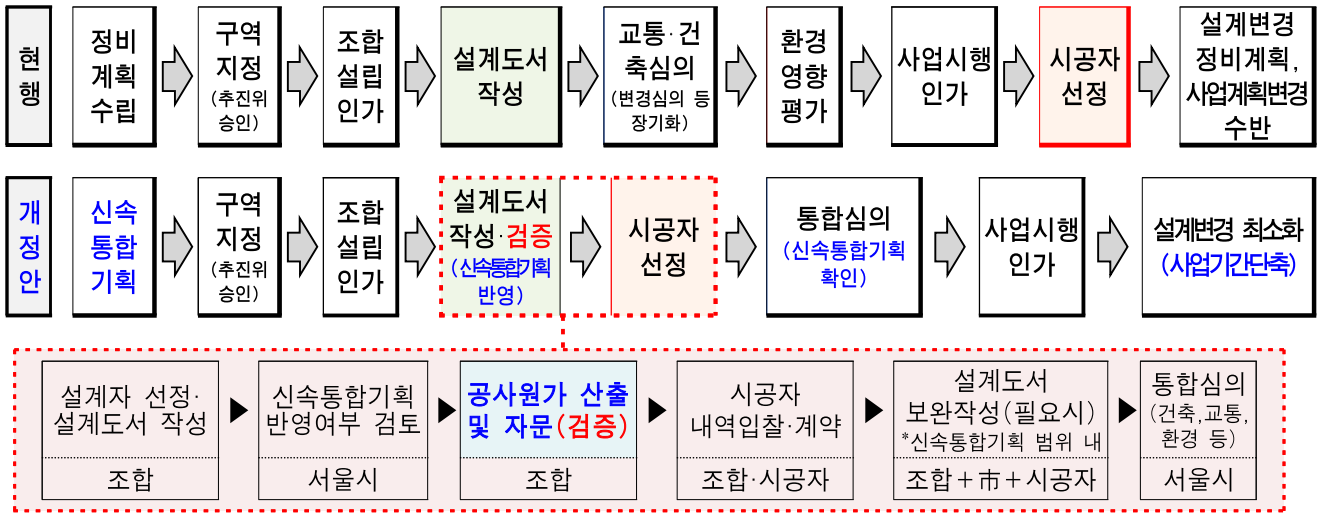 현
행
정비
계획
수립
구역
지정
(추진위
승인)
조합
설립
인가
설계도서
작성
교통·건
축심의
(변경심의 등
장기화)
환경
영향
평가
사업시행
인가
시공자
선정
설계변경
정비계획,
사업계획변경
수반
개
정
안
신속
통합
기획
구역
지정
(추진위
승인)
조합
설립
인가
설계도서
작성·검증
(신속통합기획
반영)
시공자
선정
통합심의
(신속통합기획
확인)
사업시행
인가
설계변경 최소화
(사업기간단축)
설계자 선정·
설계도서 작성
조합
신속통합기획
반영여부 검토
서울시
공사원가 산출
및 자문(검증)
조합
시공자
내역입찰·계약
조합·시공자
설계도서
보완작성(필요시)
*신속통합기획 범위 내
조합+市+시공자
통합심의
(건축,교통,
환경 등)
서울시